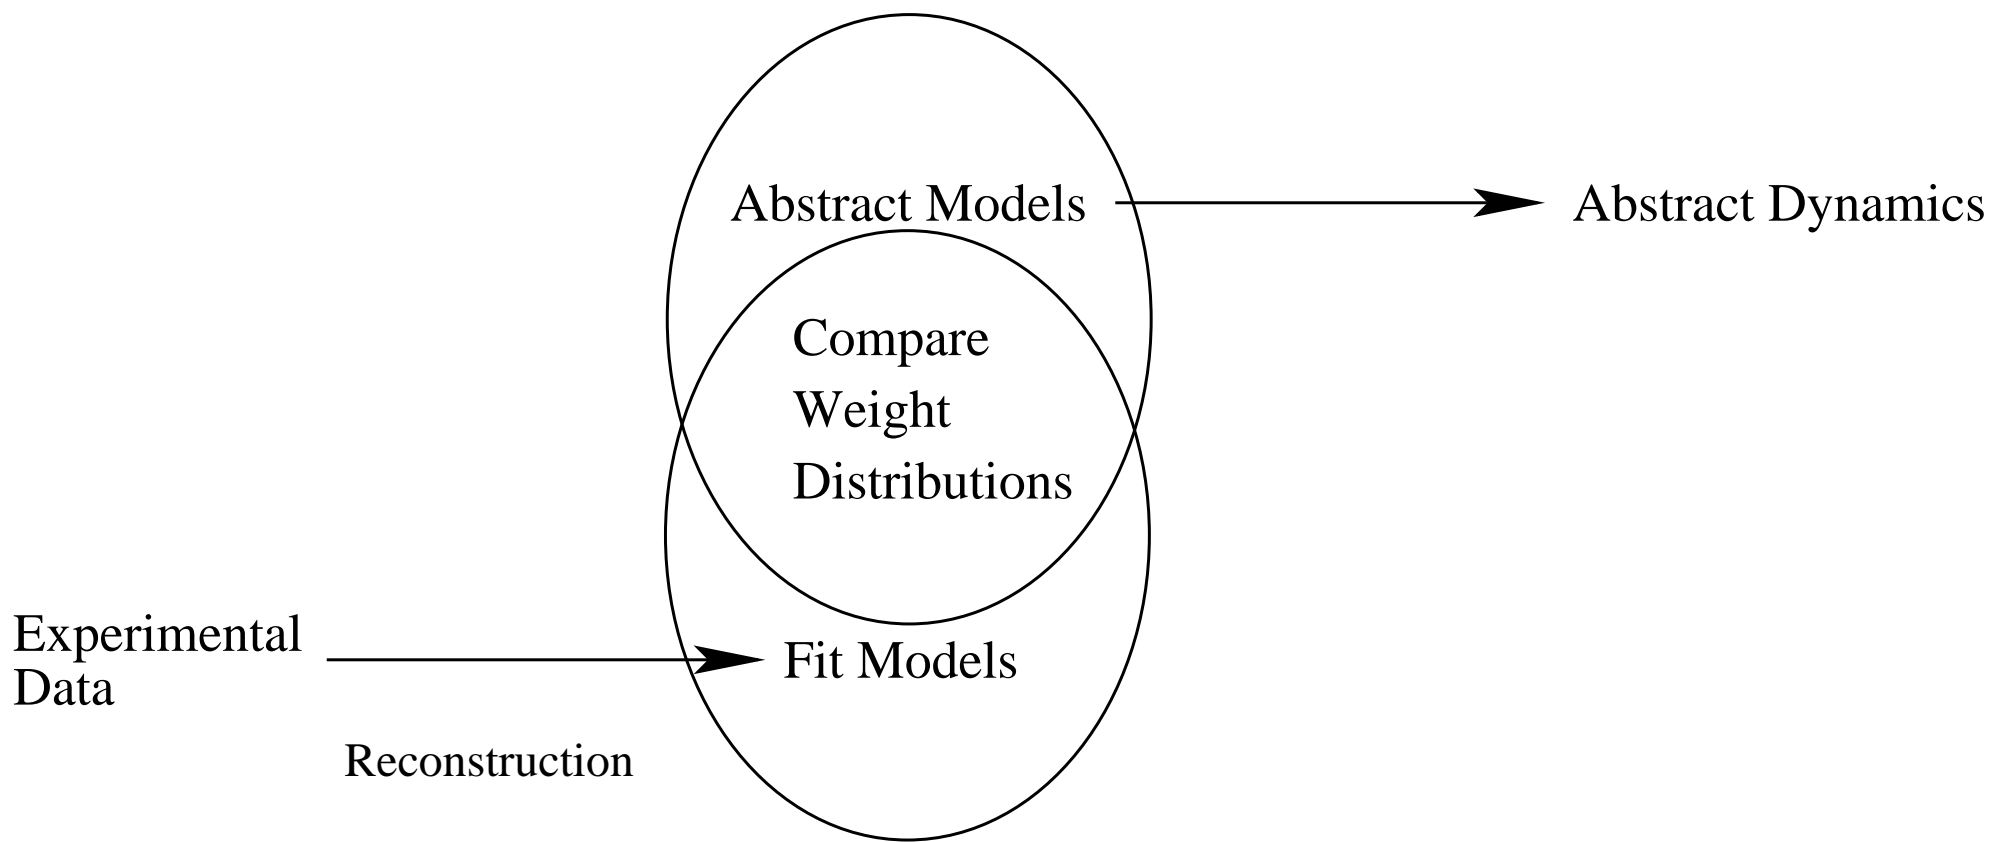 Abstract Models
Abstract Dynamics
Compare
Weight
Distributions
Experimental
Data
Fit Models
Reconstruction